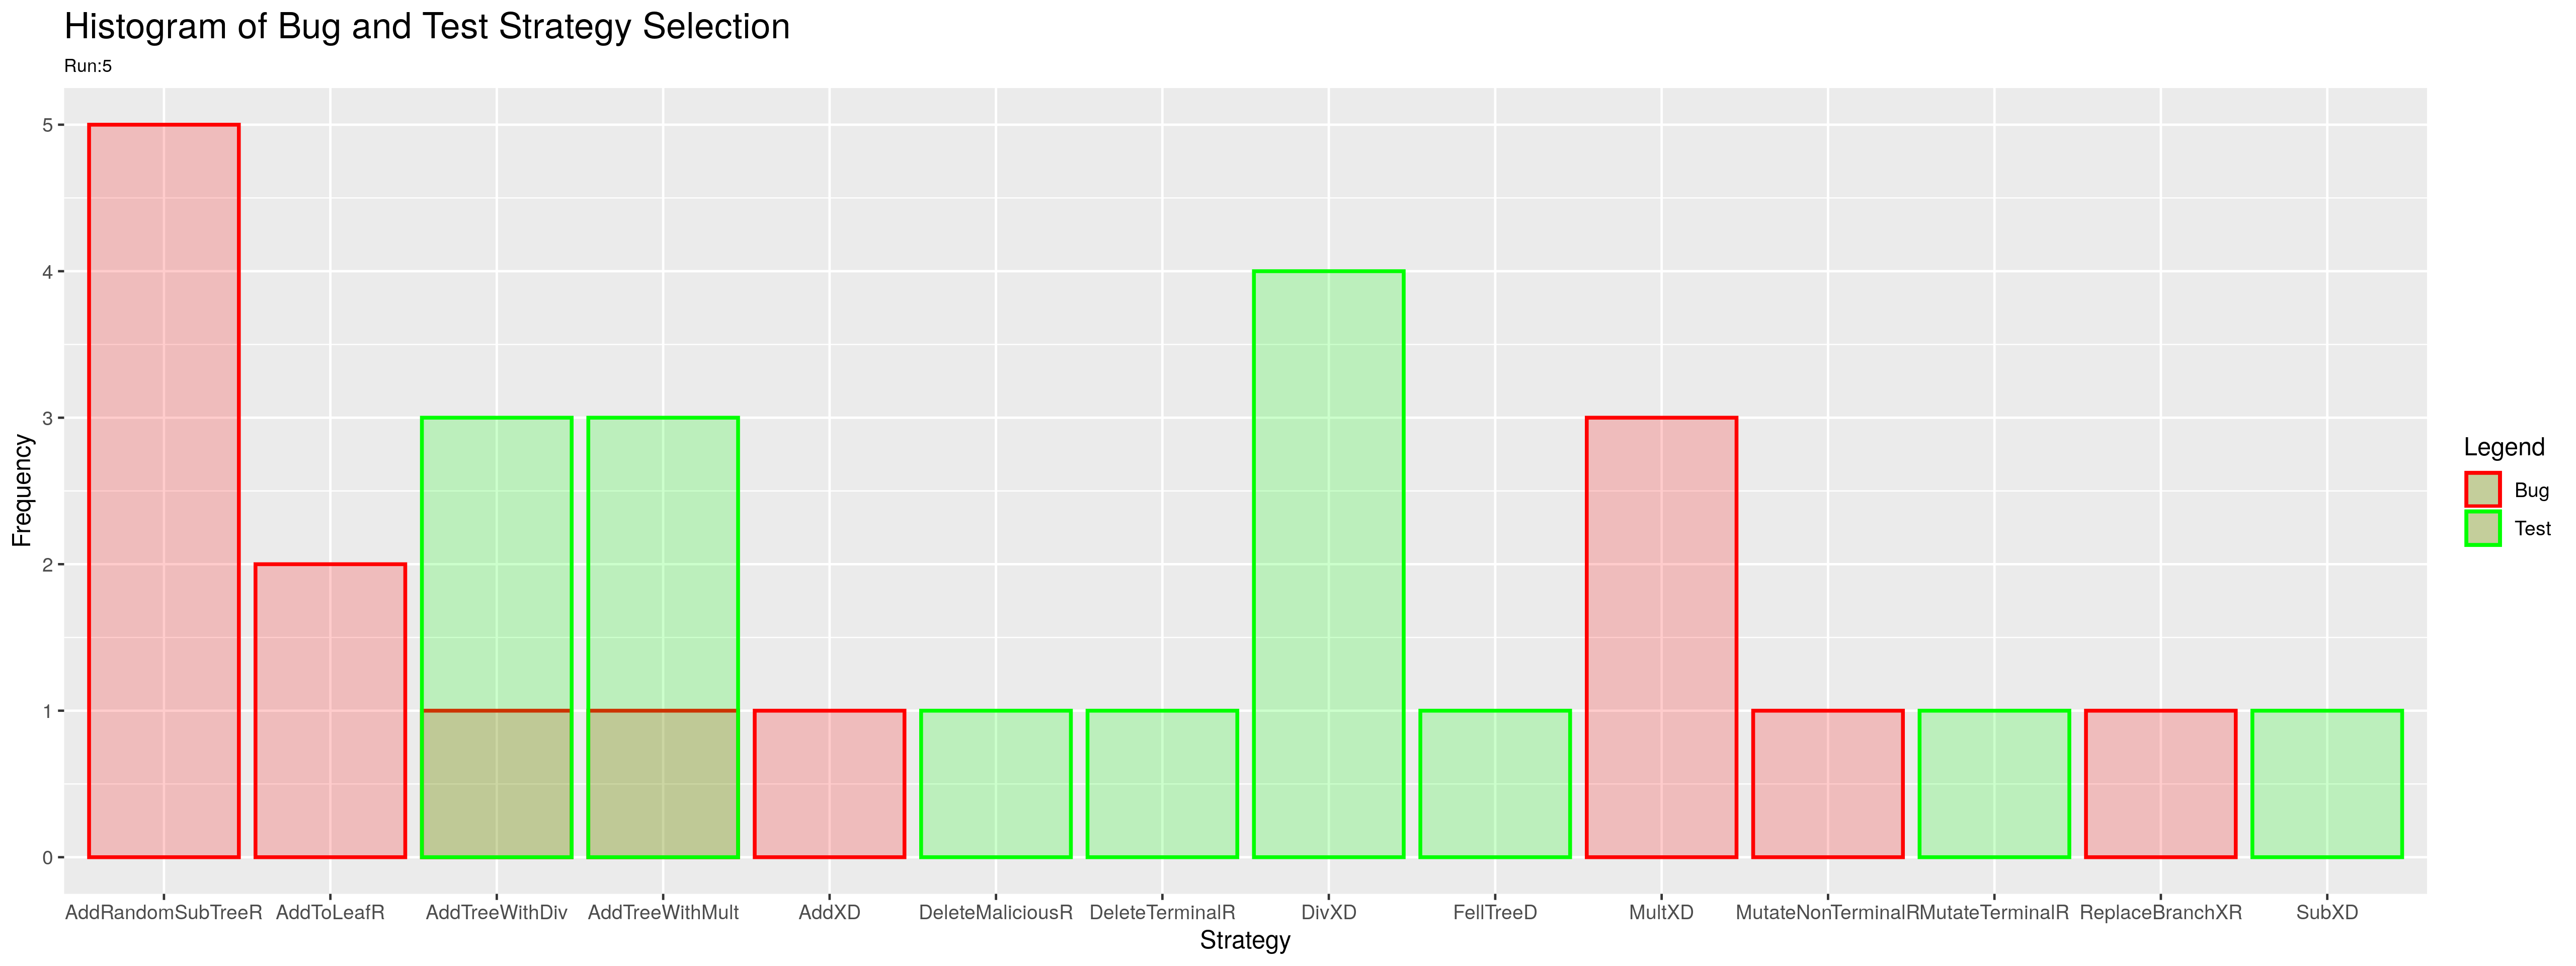 Histogram of Bug and Test Strategy Selection
Run:5
Frequency
5
4
3
2
1
0
AddRandomSubTreeR AddToLeafR AddTreeWithDiv AddTreeWithMult AddXD DeleteMaliciousR DeleteTerminalR DivXD FellTreeD MultXD MutateNonTerminalR MutateTerminalR ReplaceBranchXR SubXD
Strategy
Legend
Bug
Test